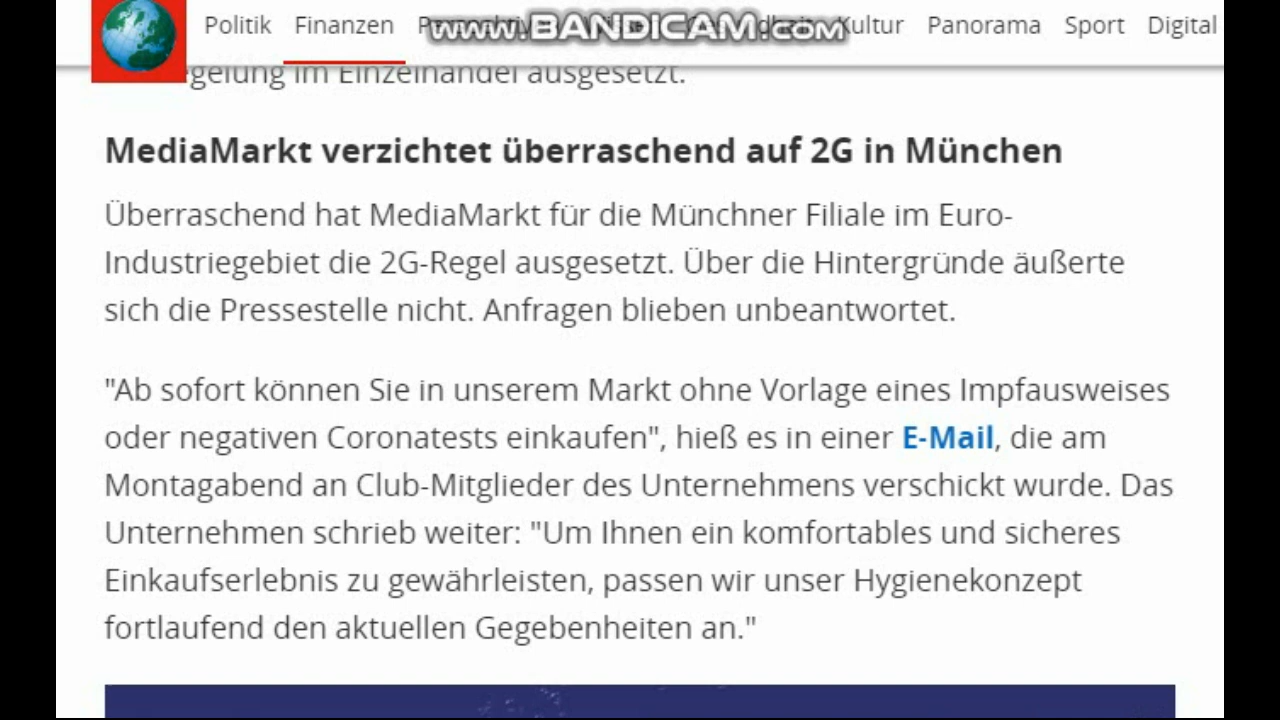 Politik Finanzen Kultur Panorama Sport Digital
www.BANDICAM.com
gelung im Einzelhandel ausgesetzt.
MediaMarkt verzichtet überraschend auf 2G in München
Überraschend hat MediaMarkt für die Münchner Filiale im Euro-
Industriegebiet die 2G-Regel ausgesetzt. Über die Hintergründe äußerte
sich die Pressestelle nicht. Anfragen blieben unbeantwortet.
"Ab sofort können Sie in unserem Markt ohne Vorlage eines Impfausweises
oder negativen Coronatests einkaufen", hieß es in einer E-Mail, die am
Montagabend an Club-Mitglieder des Unternehmens verschickt wurde. Das
Unternehmen schrieb weiter: "Um Ihnen ein komfortables und sicheres
Einkaufserlebnis zu gewährleisten, passen wir unser Hygienekonzept
fortlaufend den aktuellen Gegebenheiten an."